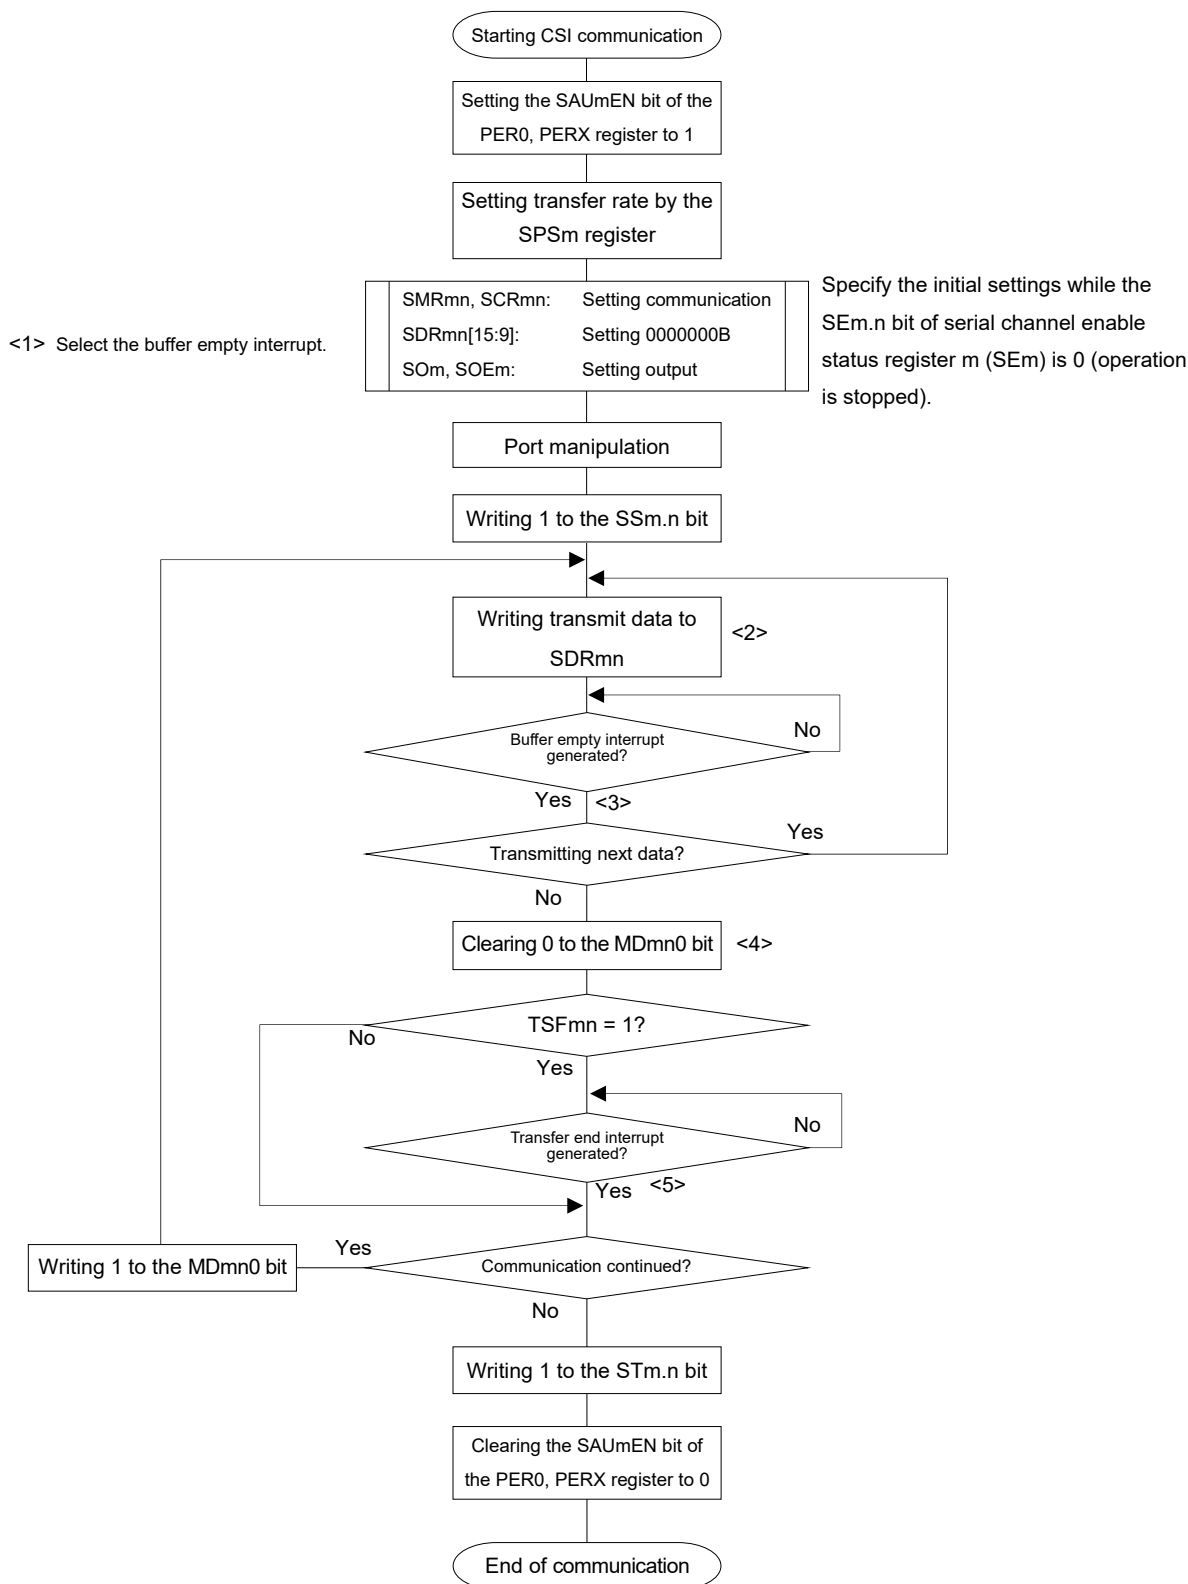 Starting CSI communication
Setting the SAUmEN bit of the
PER0, PERX register to 1
Setting transfer rate by the
SPSm register
<1> Select the buffer empty interrupt.
SMRmn, SCRmn: Setting communication
SDRmn[15:9]: Setting 0000000B
SOm, SOEm: Setting output
Specify the initial settings while the
SEm.n bit of serial channel enable
status register m (SEm) is 0 (operation
is stopped).
Port manipulation
Writing 1 to the SSm.n bit
Writing transmit data to
SDRmn
<2>
Buffer empty interrupt
generated?
No
Yes <3>
Transmitting next data?
Yes
No
Clearing 0 to the MDmn0 bit <4>
TSFmn = 1?
No
Yes
Transfer end interrupt
generated?
No
Yes <5>
Communication continued?
Yes
Writing 1 to the MDmn0 bit
No
Writing 1 to the STm.n bit
Clearing the SAUmEN bit of
the PER0, PERX register to 0
End of communication